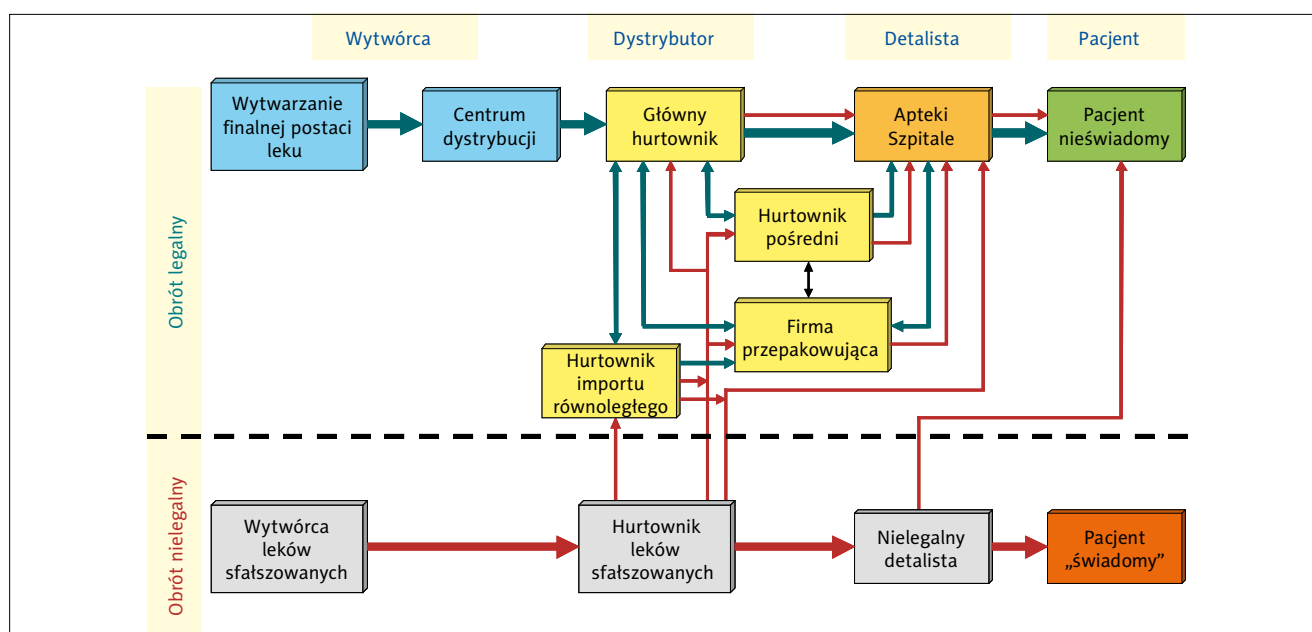 Wytwórca
Dystrybutor
Detalista
Pacjent
Obrót legalny
Wytwarzanie
finalnej postaci
leku
Centrum
dystrybucji
Główny
hurtownik
Apteki
Szpitale
Pacjent
nieświadomy
Hurtownik
pośredni
Firma
przepakowująca
Hurtownik
importu
równoległego
Obrót nielegalny
Wytwórca
leków
sfałszowanych
Hurtownik
leków
sfałszowanych
Nielegalny
detalista
Pacjent
„świadomy”